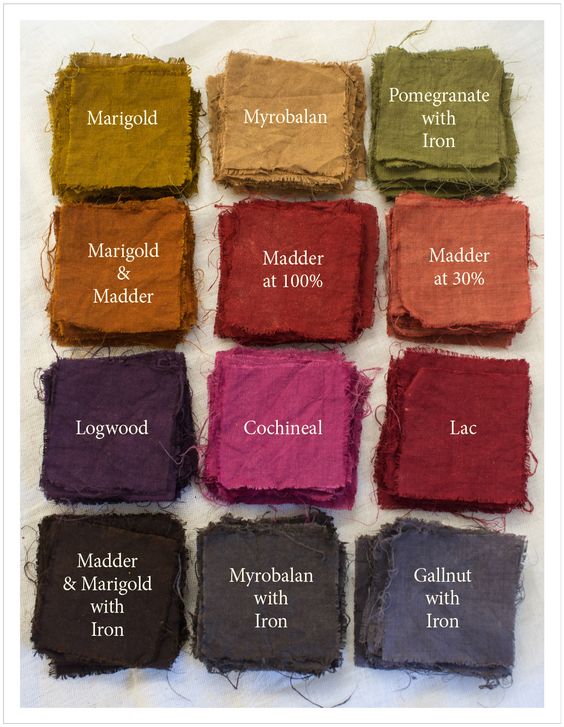 Marigold
Myrobalan
Pomegranate
with
Iron
Marigold
&
Madder
Madder
at 100%
Madder
at 30%
Logwood
Cochineal
Lac
Madder
& Marigold
with
Iron
Myrobalan
with
Iron
Gallnut
with
Iron